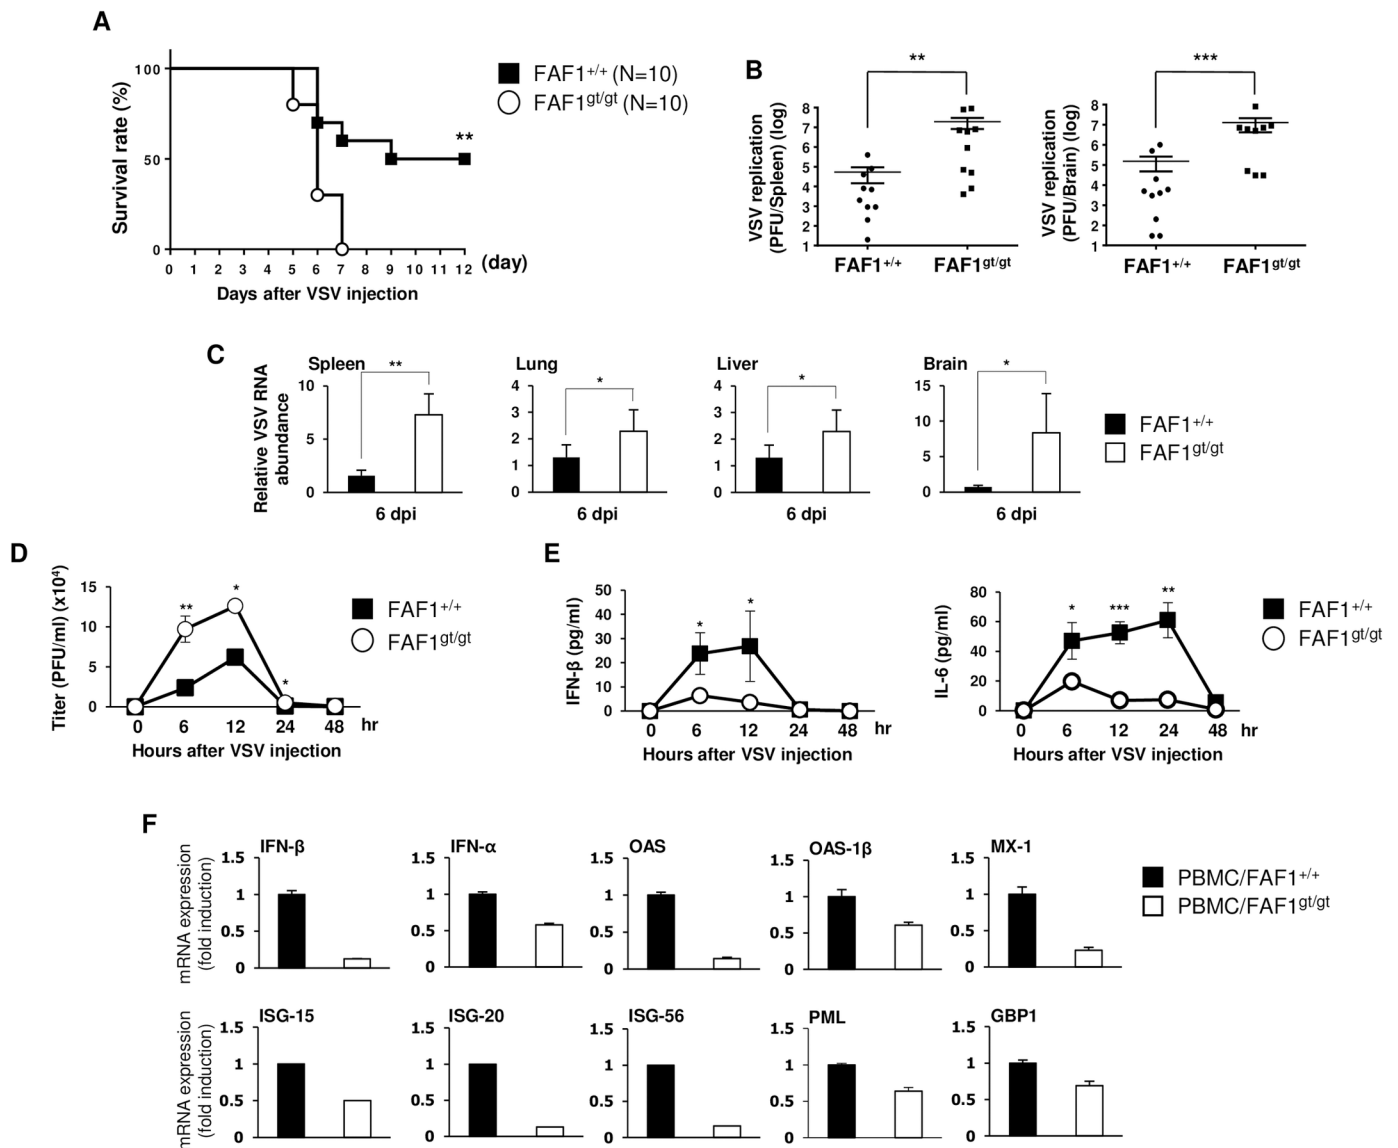 A
100
50
0
Survival rate (%)
0 1 2 3 4 5 6 7 8 9 10 11 12 (day)
Days after VSV injection
**
FAF1+/+ (N=10)
FAF1gt/gt (N=10)
B
VSV replication
(PFU/Spleen) (log)
8
7
6
5
4
3
2
1
**
FAF1+/+ FAF1gt/gt
VSV replication
(PFU/Brain) (log)
8
7
6
5
4
3
2
1
***
FAF1+/+ FAF1gt/gt
C
Relative VSV RNA
abundance
Spleen
**
10
5
0
6 dpi
Lung
*
4
3
2
1
0
6 dpi
Liver
*
4
3
2
1
0
6 dpi
Brain
*
15
10
5
0
6 dpi
FAF1+/+
FAF1gt/gt
D
Titer (PFU/ml) (x10⁴)
15
10
5
0
**
*
*
0 6 12 24 48 hr
Hours after VSV injection
FAF1+/+
FAF1gt/gt
E
IFN-β (pg/ml)
50
40
30
20
10
0
*
*
0 6 12 24 48 hr
Hours after VSV injection
IL-6 (pg/ml)
80
60
40
20
0
*
***
**
0 6 12 24 48 hr
Hours after VSV injection
FAF1+/+
FAF1gt/gt
F
mRNA expression
(fold induction)
IFN-β
1.5
1
0.5
0
IFN-α
1.5
1
0.5
0
OAS
1.5
1
0.5
0
OAS-1β
1.5
1
0.5
0
MX-1
1.5
1
0.5
0
PBMC/FAF1+/+
PBMC/FAF1gt/gt
mRNA expression
(fold induction)
ISG-15
1.5
1
0.5
0
ISG-20
1.5
1
0.5
0
ISG-56
1.5
1
0.5
0
PML
1.5
1
0.5
0
GBP1
1.5
1
0.5
0